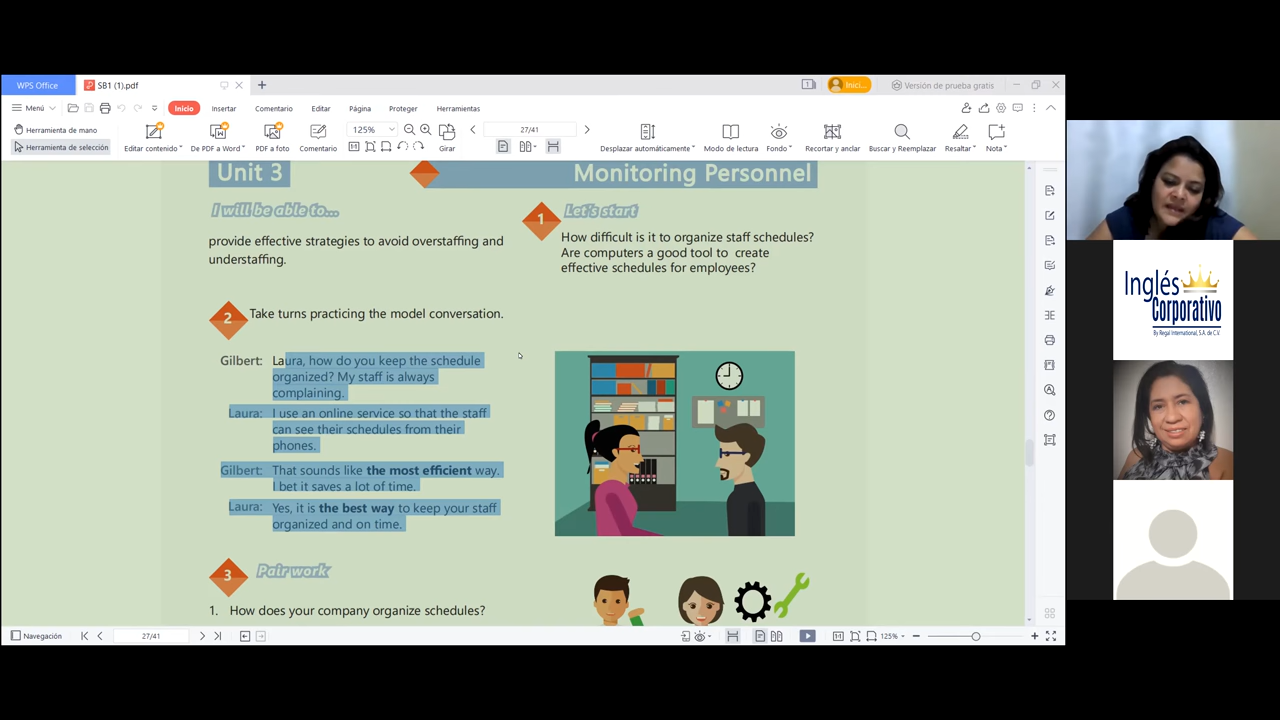 WPS Office
SB1 (1).pdf
Inici...
Versión de prueba gratis
Menú
Inicio
Insertar
Comentario
Editar
Página
Proteger
Herramientas
Herramienta de mano
Herramienta de selección
Editar contenido
De PDF a Word
PDF a foto
Comentario
125%
Girar
27/41
Desplazar automáticamente
Modo de lectura
Fondo
Recortar y anclar
Buscar y Reemplazar
Resaltar
Nota
Unit 3
Monitoring Personnel
I will be able to...
provide effective strategies to avoid overstaffing and
understaffing.
1
Let's start
How difficult is it to organize staff schedules?
Are computers a good tool to create
effective schedules for employees?
2
Take turns practicing the model conversation.
Gilbert: Laura, how do you keep the schedule
organized? My staff is always
complaining.
Laura: I use an online service so that the staff
can see their schedules from their
phones.
Gilbert: That sounds like the most efficient way.
I bet it saves a lot of time.
Laura: Yes, it is the best way to keep your staff
organized and on time.
3
Pair work
1. How does your company organize schedules?
Navegación
27/41
125%
Inglés
Corporativo
By Regal International, S.A. de C.V.